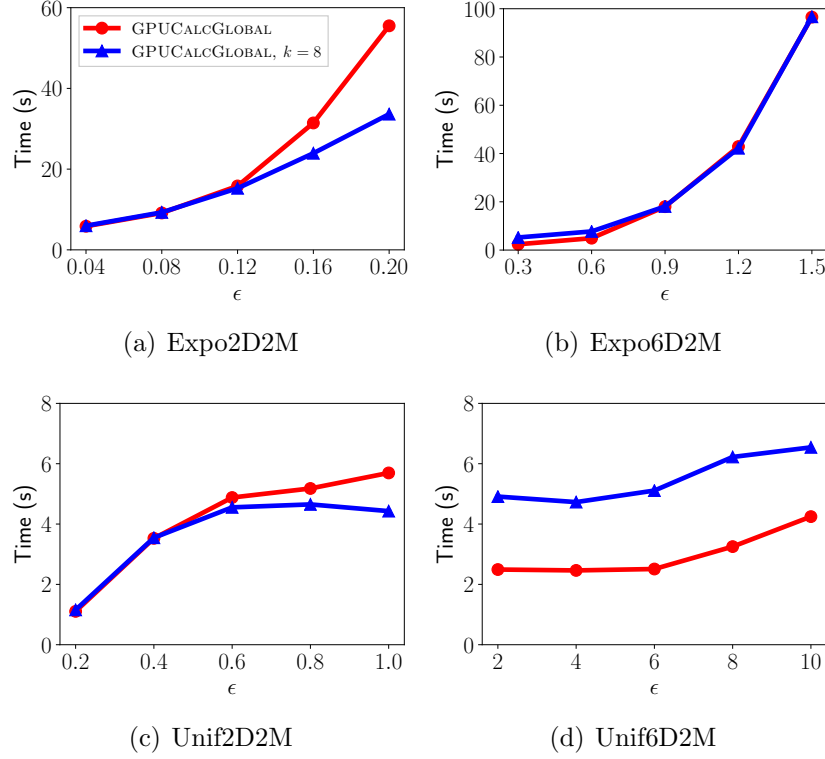 60
40
20
0
Time (s)
GPUCALCGLOBAL
GPUCALCGLOBAL, k = 8
0.04 0.08 0.12 0.16 0.20
ϵ
(a) Expo2D2M
100
80
60
40
20
0
Time (s)
0.3 0.6 0.9 1.2 1.5
ϵ
(b) Expo6D2M
8
6
4
2
0
Time (s)
0.2 0.4 0.6 0.8 1.0
ϵ
(c) Unif2D2M
8
6
4
2
0
Time (s)
2 4 6 8 10
ϵ
(d) Unif6D2M